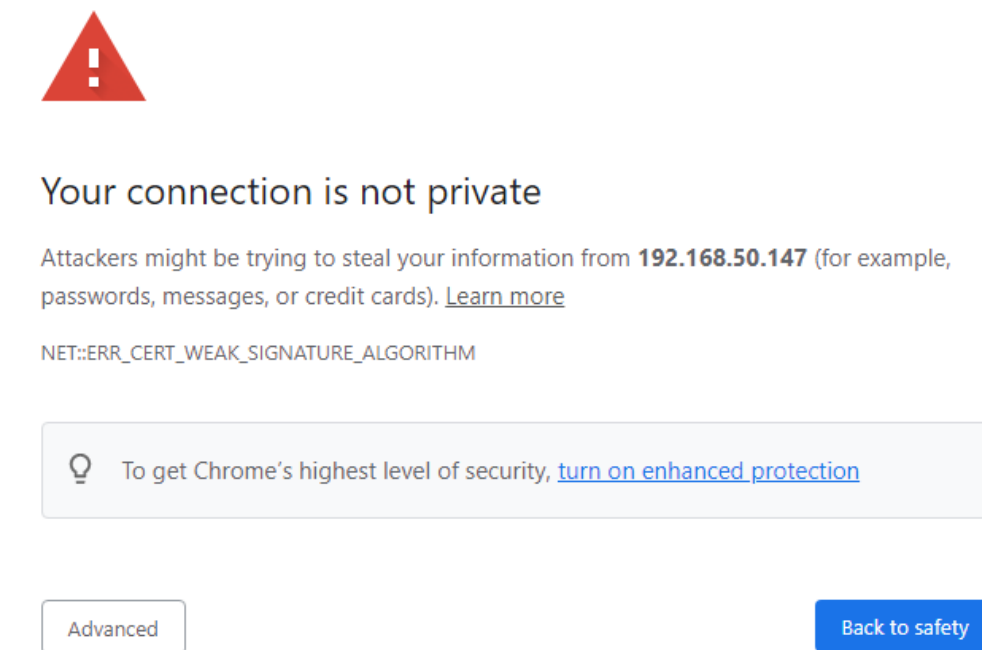 Your connection is not private
Attackers might be trying to steal your information from 192.168.50.147 (for example,
passwords, messages, or credit cards). Learn more
NET::ERR_CERT_WEAK_SIGNATURE_ALGORITHM
To get Chrome’s highest level of security, turn on enhanced protection
Advanced
Back to safety